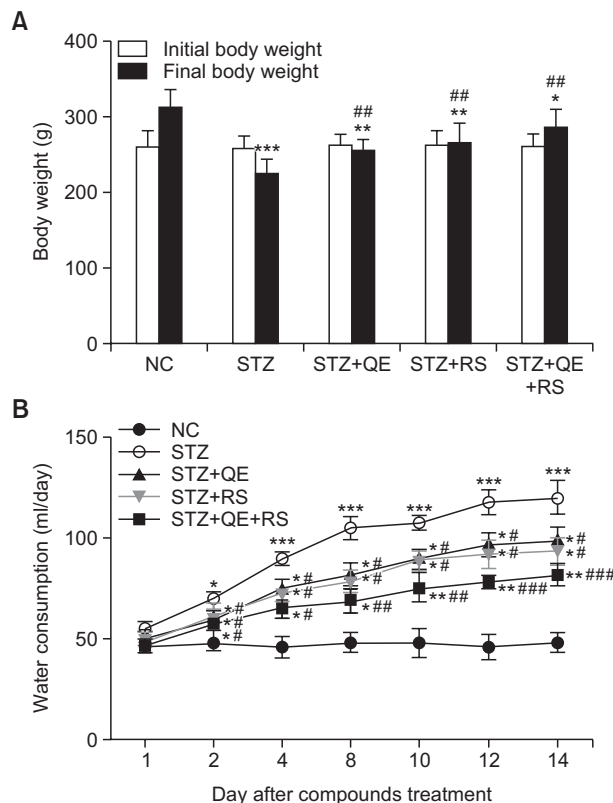 A
400
Initial body weight
Final body weight
300
200
100
0
Body weight (g)
## ## ##
*** ** ** *
NC STZ STZ+QE STZ+RS STZ+QE
+RS
B
150
100
50
0
Water consumption (ml/day)
NC
STZ
STZ+QE
STZ+RS
STZ+QE+RS
*
*#
*#
*#
***
*#
*#
*#
***
*#
*#
*##
***
*#
*#
**##
***
*#
*#
**###
***
*#
*#
**###
1 2 4 8 10 12 14
Day after compounds treatment